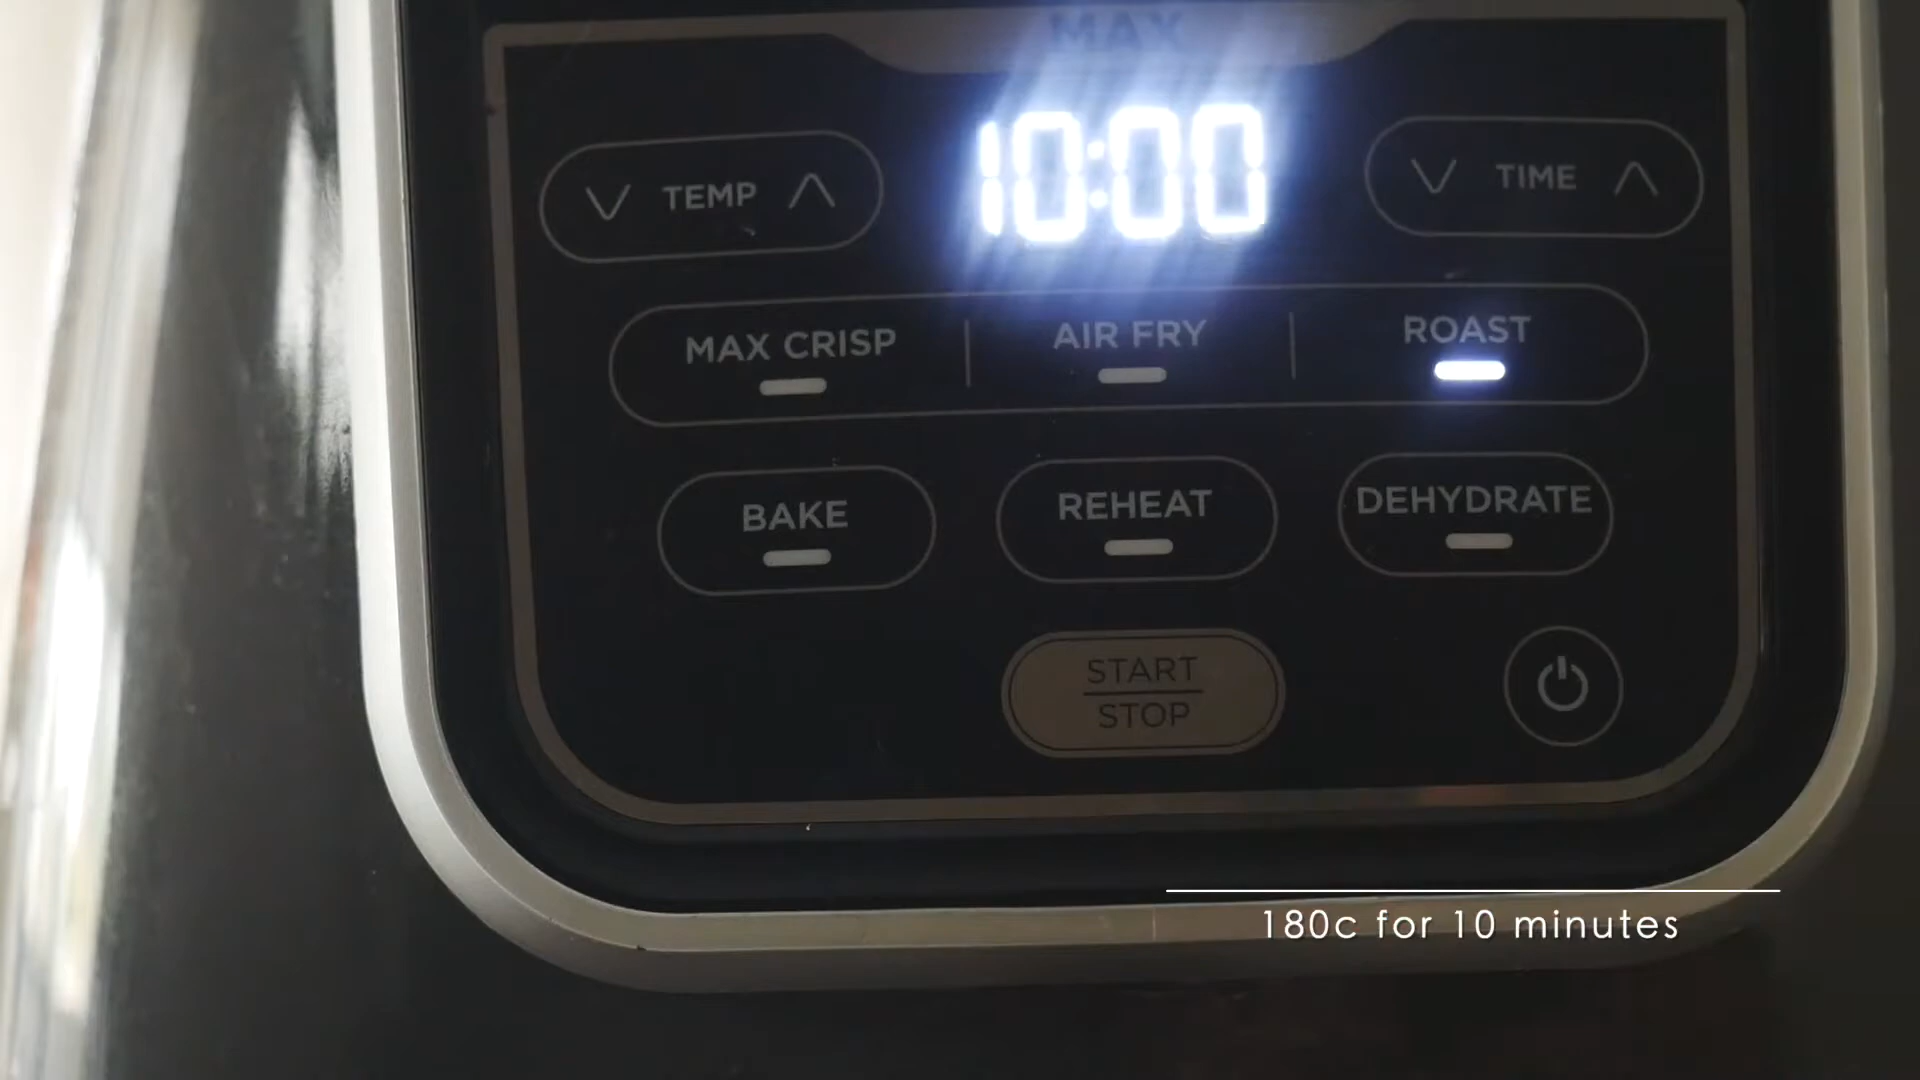 MAX
10:00
TEMP
TIME
MAX CRISP
AIR FRY
ROAST
BAKE
REHEAT
DEHYDRATE
START
STOP
180c for 10 minutes